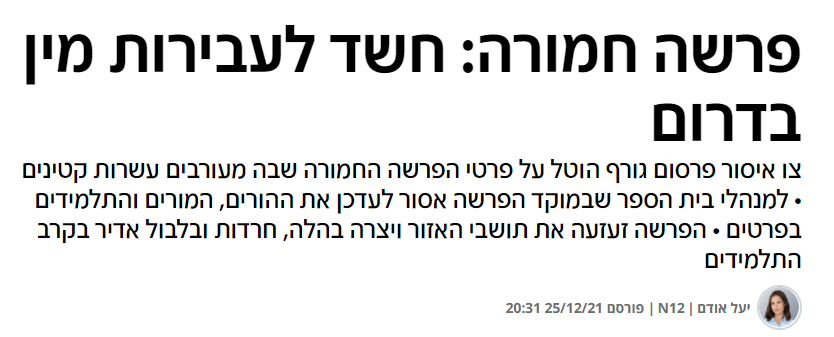 פרשה חמורה: חשד לעבירות מין
בדרום
צו איסור פרסום גורף הוטל על פרטי הפרשה החמורה שבה מעורבים עשרות קטינים
• למנהלי בית הספר שבמוקד הפרשה אסור לעדכן את ההורים, המורים והתלמידים
בפרטים • הפרשה זעזעה את תושבי האזור ויצרה בהלה, חרדות ובלבול אדיר בקרב
התלמידים
יעל אודם | N12 | פורסם 25/12/21 20:31